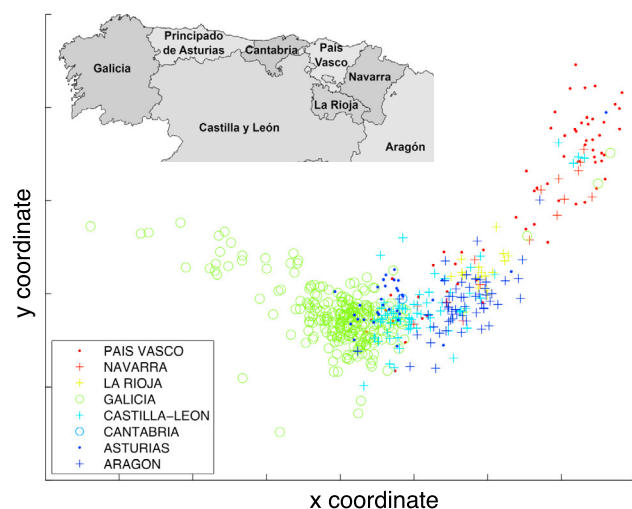 Principado
de Asturias
Cantabria
País
Vasco
Galicia
Navarra
La Rioja
Castilla y León
Aragón
y coordinate
PAIS VASCO
NAVARRA
LA RIOJA
GALICIA
CASTILLA-LEON
CANTABRIA
ASTURIAS
ARAGON
x coordinate